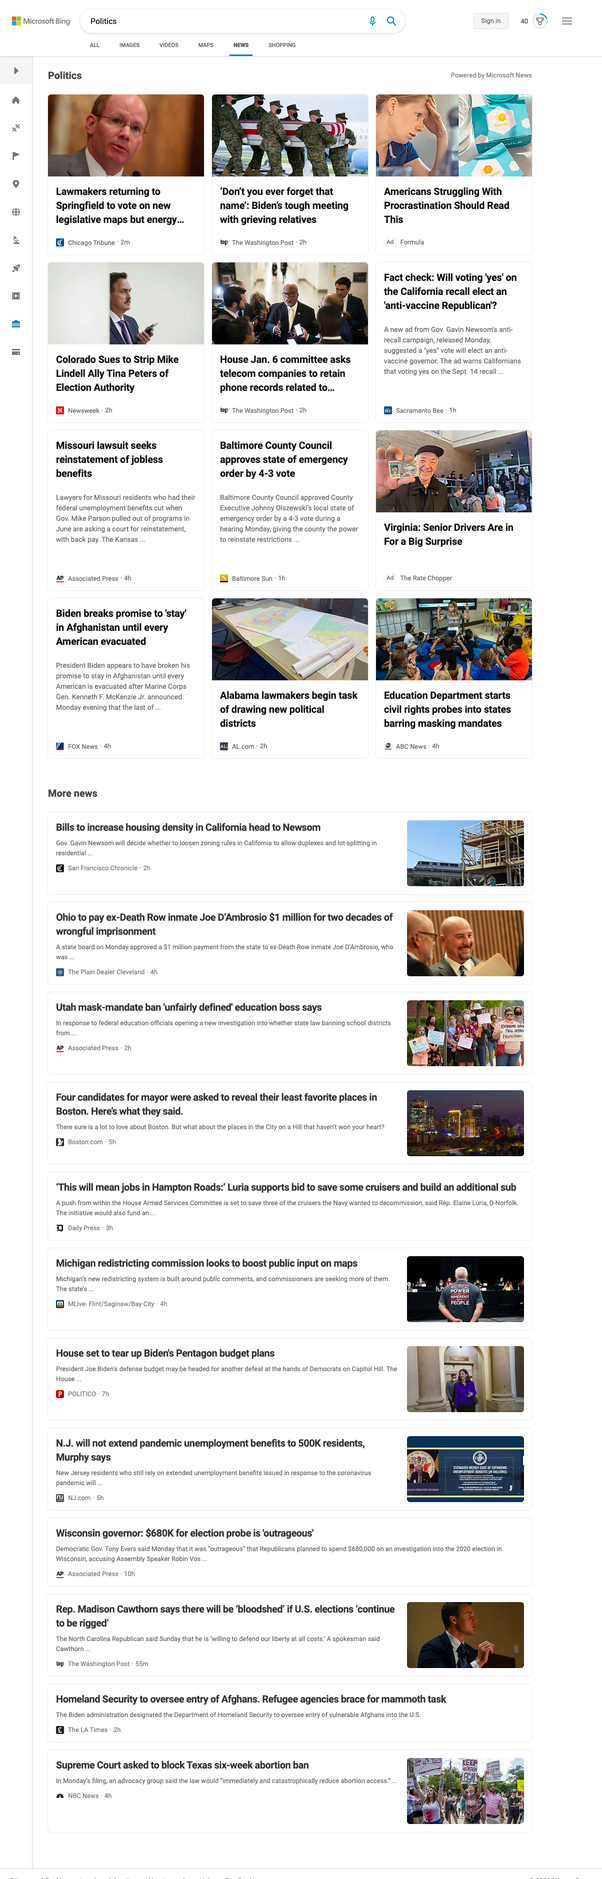 Microsoft Bing
Politics
Sign in
40
ALL
IMAGES
VIDEOS
MAPS
NEWS
SHOPPING
Politics
Powered by Microsoft News
Lawmakers returning to
Springfield to vote on new
legislative maps but energy...
Chicago Tribune · 2m
'Don't you ever forget that
name': Biden's tough meeting
with grieving relatives
The Washington Post · 2h
Americans Struggling With
Procrastination Should Read
This
Ad Formula
Colorado Sues to Strip Mike
Lindell Ally Tina Peters of
Election Authority
Newsweek · 2h
House Jan. 6 committee asks
telecom companies to retain
phone records related to...
The Washington Post · 2h
Fact check: Will voting 'yes' on
the California recall elect an
'anti-vaccine Republican'?
A new ad from Gov. Gavin Newsom's anti-
recall campaign, released Monday,
suggested a "yes" vote will elect an anti-
vaccine governor. The ad warns Californians
that voting yes on the Sept. 14 recall ...
Sacramento Bee · 1h
Missouri lawsuit seeks
reinstatement of jobless
benefits
Lawyers for Missouri residents who had their
federal unemployment benefits cut when
Gov. Mike Parson pulled out of programs in
June are asking a court for reinstatement,
with back pay. The Kansas ...
AP Associated Press · 4h
Baltimore County Council
approves state of emergency
order by 4-3 vote
Baltimore County Council approved County
Executive Johnny Olszewski's local state of
emergency order by a 4-3 vote during a
hearing Monday, giving the county the power
to reinstate restrictions ...
Baltimore Sun · 1h
Virginia: Senior Drivers Are in
For a Big Surprise
Ad The Rate Chopper
Biden breaks promise to 'stay'
in Afghanistan until every
American evacuated
President Biden appears to have broken his
promise to stay in Afghanistan until every
American is evacuated after Marine Corps
Gen. Kenneth F. McKenzie Jr. announced
Monday evening that the last of ...
FOX News · 4h
Alabama lawmakers begin task
of drawing new political
districts
AL.com · 2h
Education Department starts
civil rights probes into states
barring masking mandates
ABC News · 4h
More news
Bills to increase housing density in California head to Newsom
Gov. Gavin Newsom will decide whether to loosen zoning rules in California to allow duplexes and lot-splitting in
residential ...
San Francisco Chronicle · 2h
Ohio to pay ex-Death Row inmate Joe D'Ambrosio $1 million for two decades of
wrongful imprisonment
A state board on Monday approved a $1 million payment from the state to ex-Death Row inmate Joe D'Ambrosio, who
was ...
The Plain Dealer Cleveland · 4h
Utah mask-mandate ban 'unfairly defined' education boss says
In response to federal education officials opening a new investigation into whether state law banning school districts
from ...
AP Associated Press · 2h
Four candidates for mayor were asked to reveal their least favorite places in
Boston. Here's what they said.
There sure is a lot to love about Boston. But what about the places in the City on a Hill that haven't won your heart?
Boston.com · 5h
'This will mean jobs in Hampton Roads:' Luria supports bid to save some cruisers and build an additional sub
A push from within the House Armed Services Committee is set to save three of the cruisers the Navy wanted to decommission, said Rep. Elaine Luria, D-Norfolk.
The initiative would also fund an ...
Daily Press · 3h
Michigan redistricting commission looks to boost public input on maps
Michigan's new redistricting system is built around public comments, and commissioners are seeking more of them.
The state's ...
MLive- Flint/Saginaw/Bay City · 4h
POWER
PEOPLE
House set to tear up Biden's Pentagon budget plans
President Joe Biden's defense budget may be headed for another defeat at the hands of Democrats on Capitol Hill. The
House ...
POLITICO · 7h
N.J. will not extend pandemic unemployment benefits to 500K residents,
Murphy says
New Jersey residents who still rely on extended unemployment benefits issued in response to the coronavirus
pandemic will ...
NJ.com · 5h
Wisconsin governor: $680K for election probe is 'outrageous'
Democratic Gov. Tony Evers said Monday that it was "outrageous" that Republicans planned to spend $680,000 on an investigation into the 2020 election in
Wisconsin, accusing Assembly Speaker Robin Vos ...
AP Associated Press · 10h
Rep. Madison Cawthorn says there will be 'bloodshed' if U.S. elections 'continue
to be rigged'
The North Carolina Republican said Sunday that he is 'willing to defend our liberty at all costs.' A spokesman said
Cawthorn ...
The Washington Post · 55m
Homeland Security to oversee entry of Afghans. Refugee agencies brace for mammoth task
The Biden administration designated the Department of Homeland Security to oversee entry of vulnerable Afghans into the U.S.
The LA Times · 2h
Supreme Court asked to block Texas six-week abortion ban
In Monday's filing, an advocacy group said the law would "immediately and catastrophically reduce abortion access." ...
NBC News · 4h
KEEP